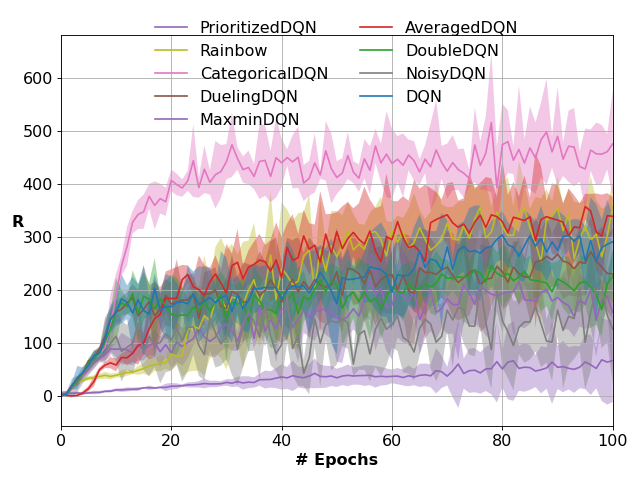 PrioritizedDQN
Rainbow
CategoricalDQN
DuelingDQN
MaxminDQN
AveragedDQN
DoubleDQN
NoisyDQN
DQN
600
500
400
300
200
100
0
R
0 20 40 60 80 100
# Epochs